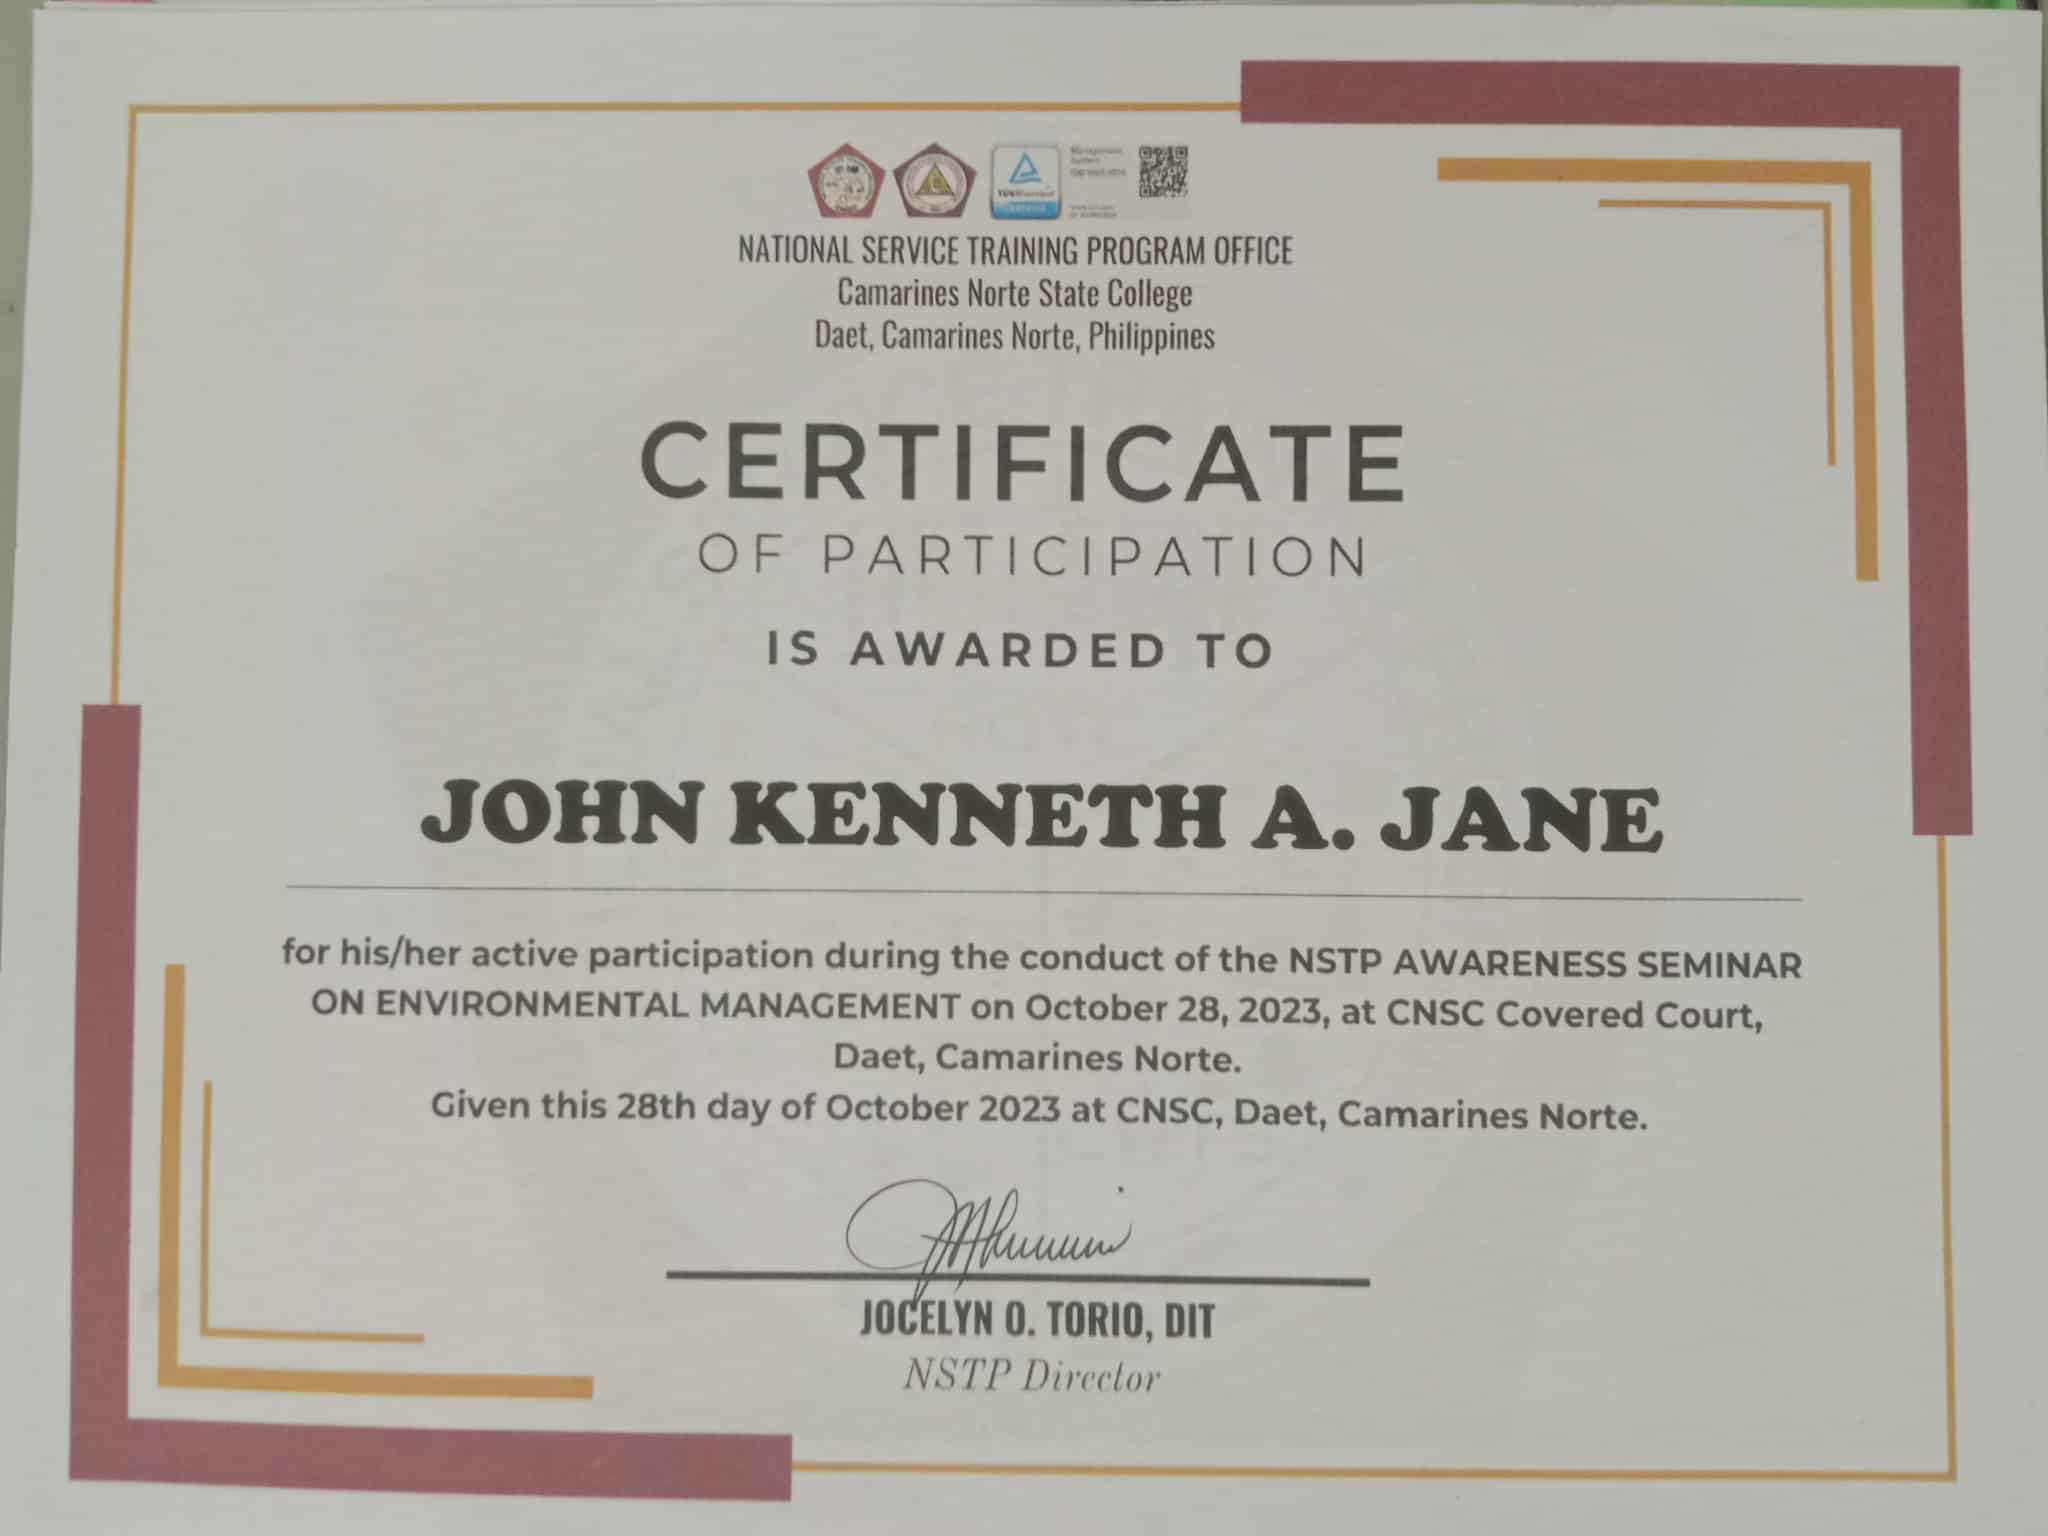 NATIONAL SERVICE TRAINING PROGRAM OFFICE
Camarines Norte State College
Daet, Camarines Norte, Philippines
CERTIFICATE
OF PARTICIPATION
IS AWARDED TO
JOHN KENNETH A. JANE
for his/her active participation during the conduct of the NSTP AWARENESS SEMINAR
ON ENVIRONMENTAL MANAGEMENT on October 28, 2023, at CNSC Covered Court,
Daet, Camarines Norte.
Given this 28th day of October 2023 at CNSC, Daet, Camarines Norte.
JOCELYN O. TORIO, DIT
NSTP Director